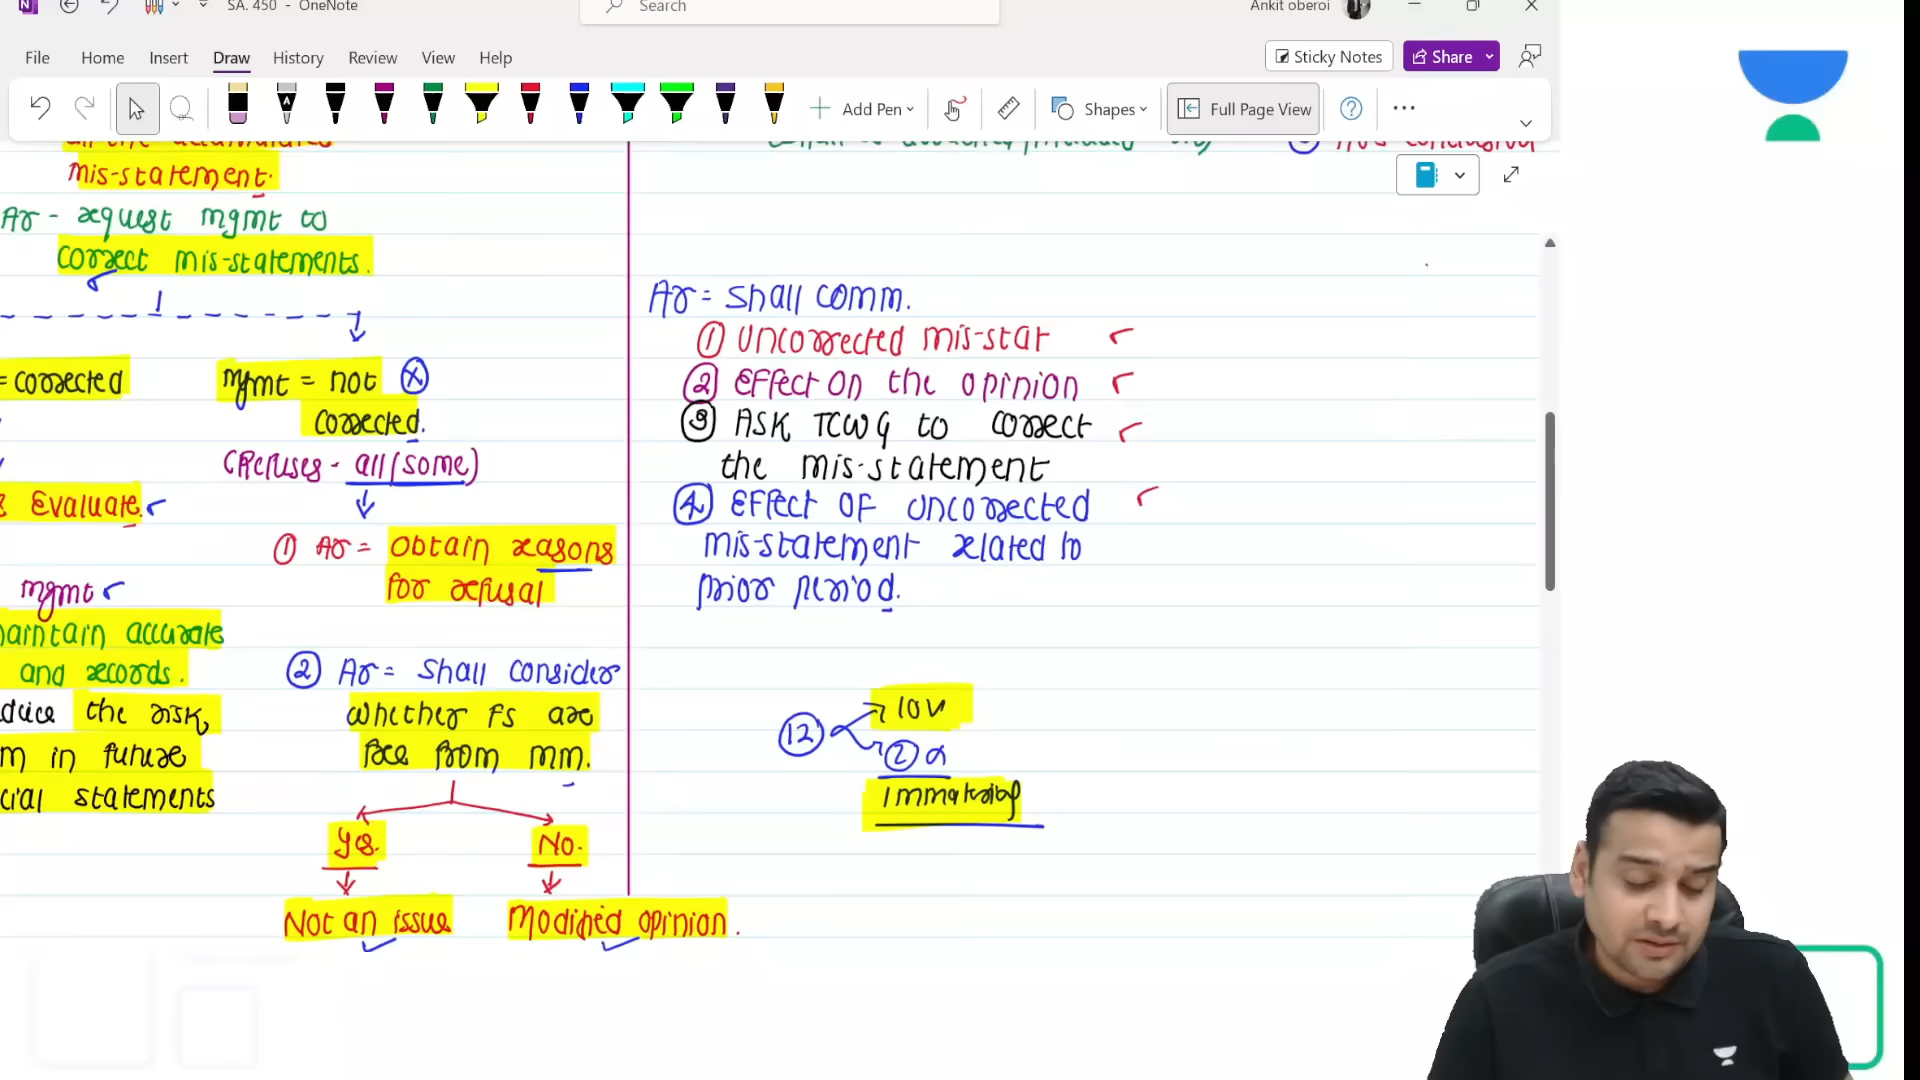 SA. 450 - OneNote
Search
Ankit oberoi
File Home Insert Draw History Review View Help
Sticky Notes
Share
Add Pen
Shapes
Full Page View
mis-statement.
Ar - request mgmt to
correct mis-statements.
= corrected
mgmt = not
corrected.
(Refuses - all/some)
& Evaluate.
① Ar = obtain reasons
for refusal
mgmt
maintain accurate
and records.
the risk,
in future
statements
② Ar = shall consider
whether FS are
free from mm.
Yes.
No.
Not an issue
Modified opinion.
Ar = shall comm.
① Uncorrected mis-stat
② Effect on the opinion
③ ASK TCWG to correct
the mis-statement
④ Effect of uncorrected
mis-statement related to
prior period.
12
10
2
immaterial